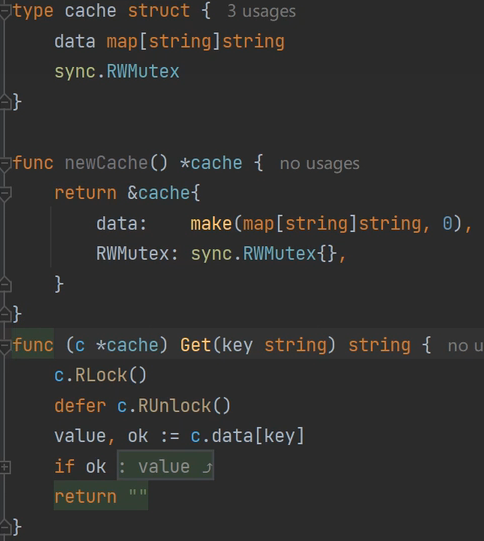 type cache struct { 3 usages
data map[string]string
sync.RWMutex
}
func newCache() *cache { no usages
return &cache{
data: make(map[string]string, 0),
RWMutex: sync.RWMutex{},
}
}
func (c *cache) Get(key string) string { no u
c.RLock()
defer c.RUnlock()
value, ok := c.data[key]
if ok : value ⤴
return ""
}